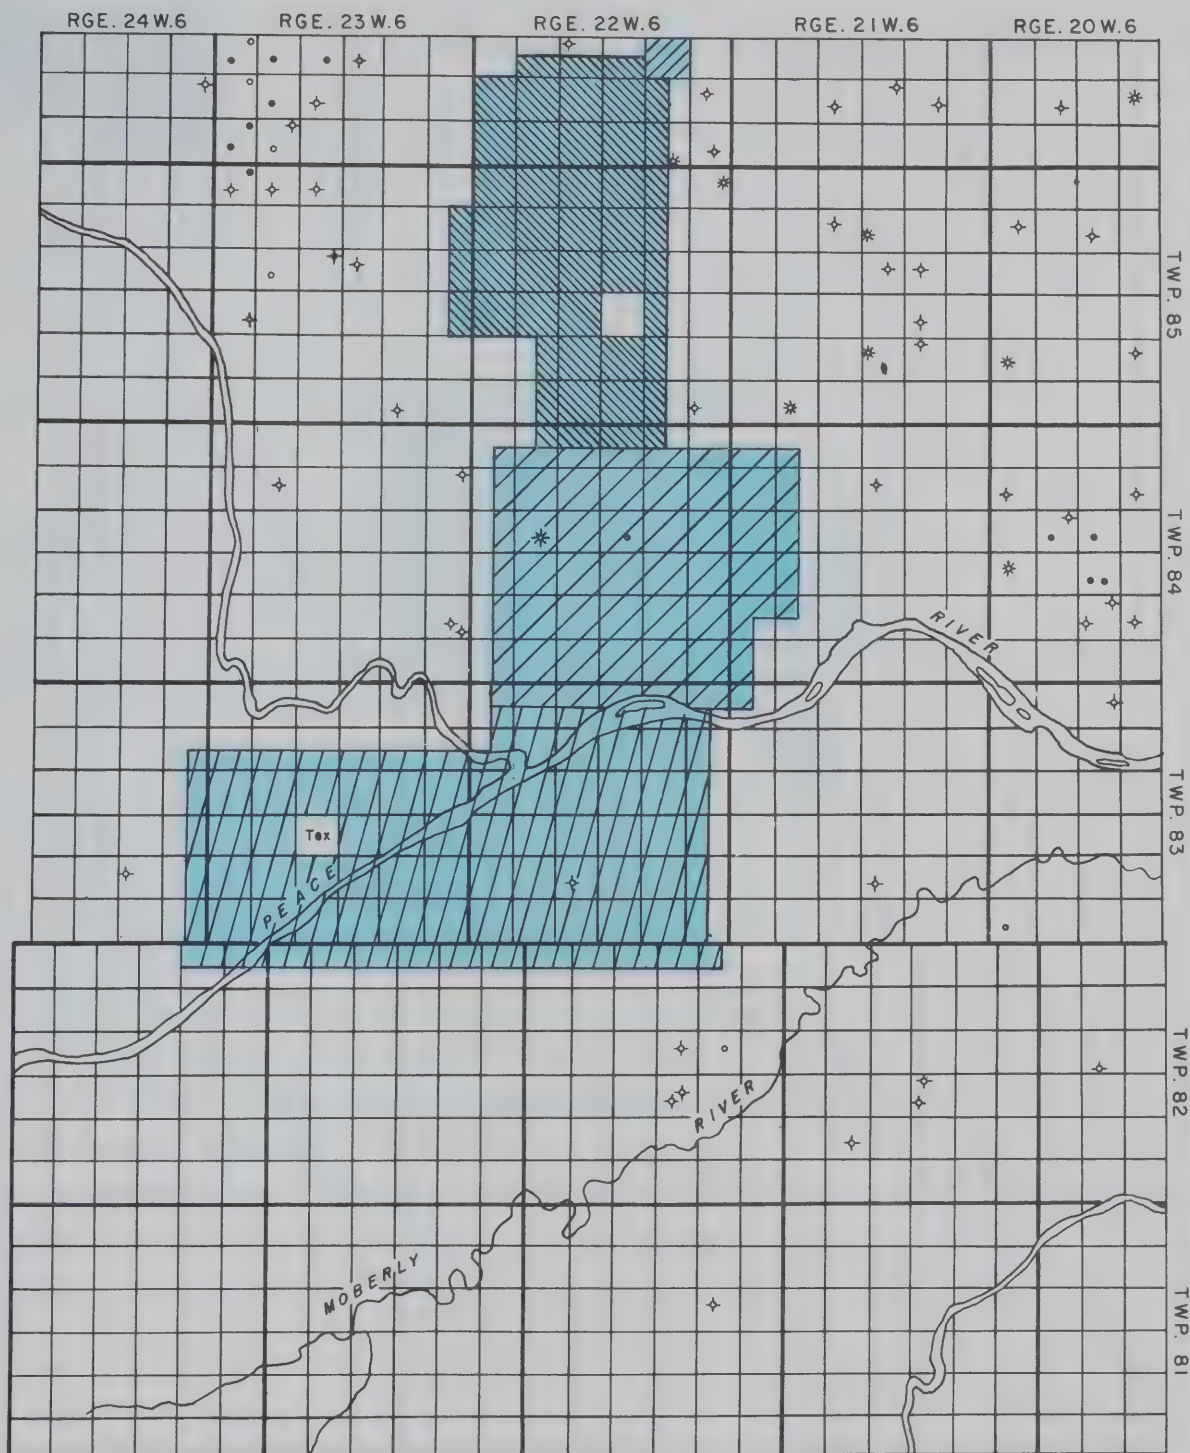 RGE. 24 W.6
RGE. 23 W.6
RGE. 22 W.6
RGE. 21 W.6
RGE. 20 W.6
TWP. 85
TWP. 84
RIVER
TWP. 83
Tex
PEACE
TWP. 82
RIVER
MOBERLY
TWP. 81